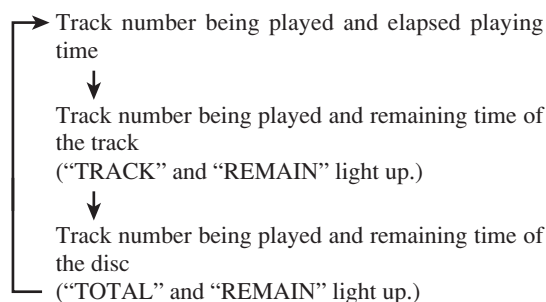 Track number being played and elapsed playing
time
Track number being played and remaining time of
the track
(“TRACK” and “REMAIN” light up.)
Track number being played and remaining time of
the disc
(“TOTAL” and “REMAIN” light up.)